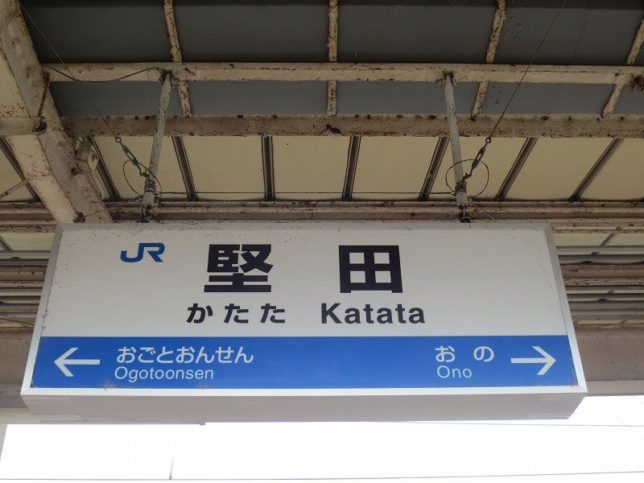 JR 堅田
かたた Katata
← おごとおんせん おの →
Ogotoonsen Ono